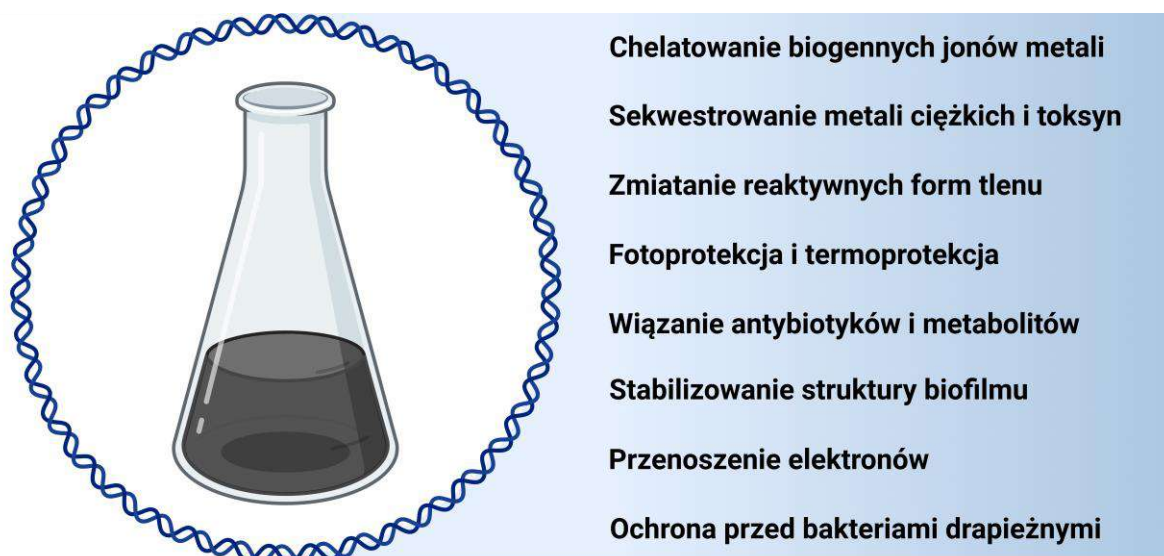 Chelatowanie biogennych jonów metali
Sekwestrowanie metali ciężkich i toksyn
Zmiatanie reaktywnych form tlenu
Fotoprotekcja i termoprotekcja
Wiązanie antybiotyków i metabolitów
Stabilizowanie struktury biofilmu
Przenoszenie elektronów
Ochrona przed bakteriami drapieżnymi